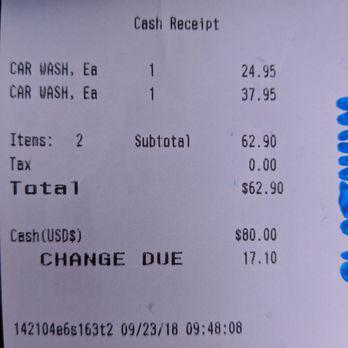 Cash Receipt
CAR WASH, Ea 1 24.95
CAR WASH, Ea 1 37.95
Items: 2 Subtotal 62.90
Tax 0.00
Total $62.90
Cash(USD$) $80.00
CHANGE DUE 17.10
142104e6s163t2 09/23/18 09:48:08